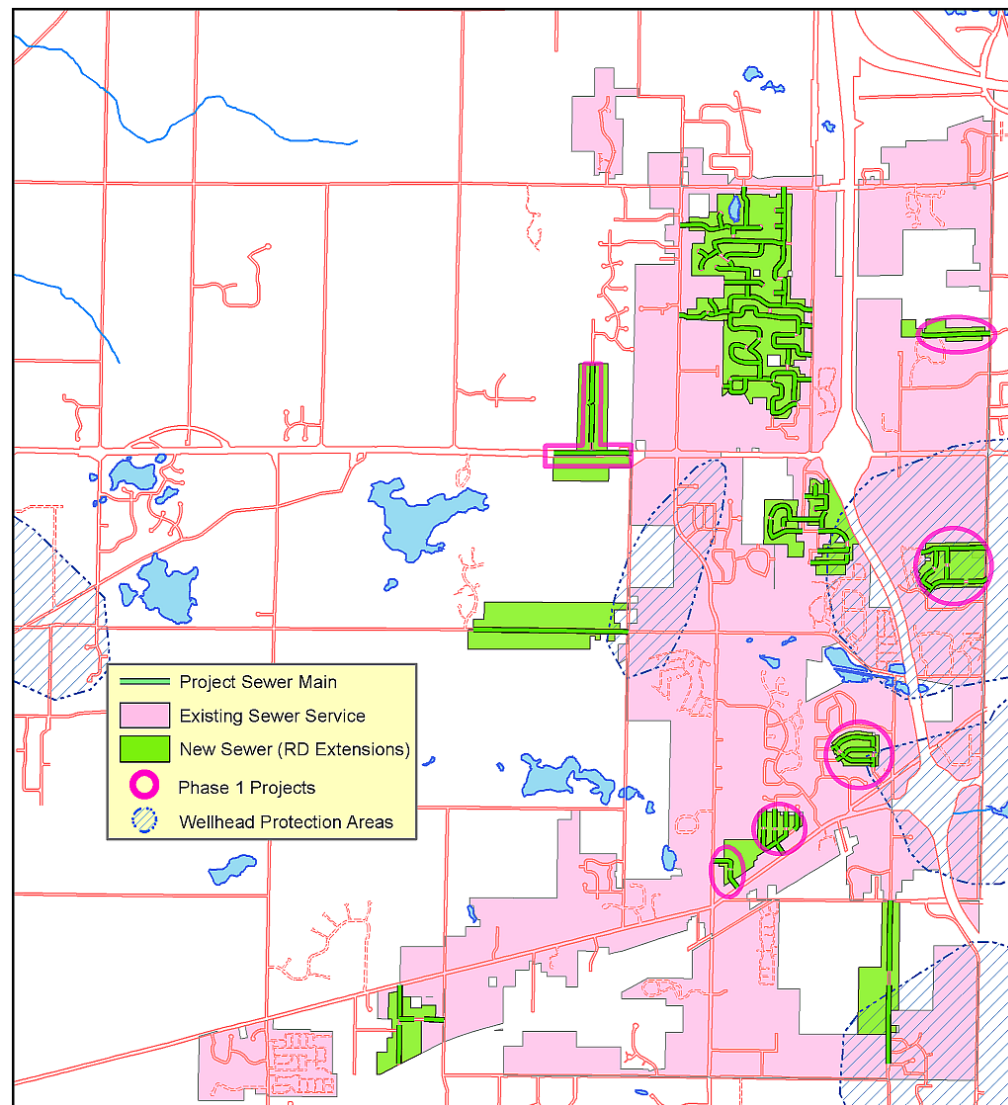 Project Sewer Main
Existing Sewer Service
New Sewer (RD Extensions)
Phase 1 Projects
Wellhead Protection Areas